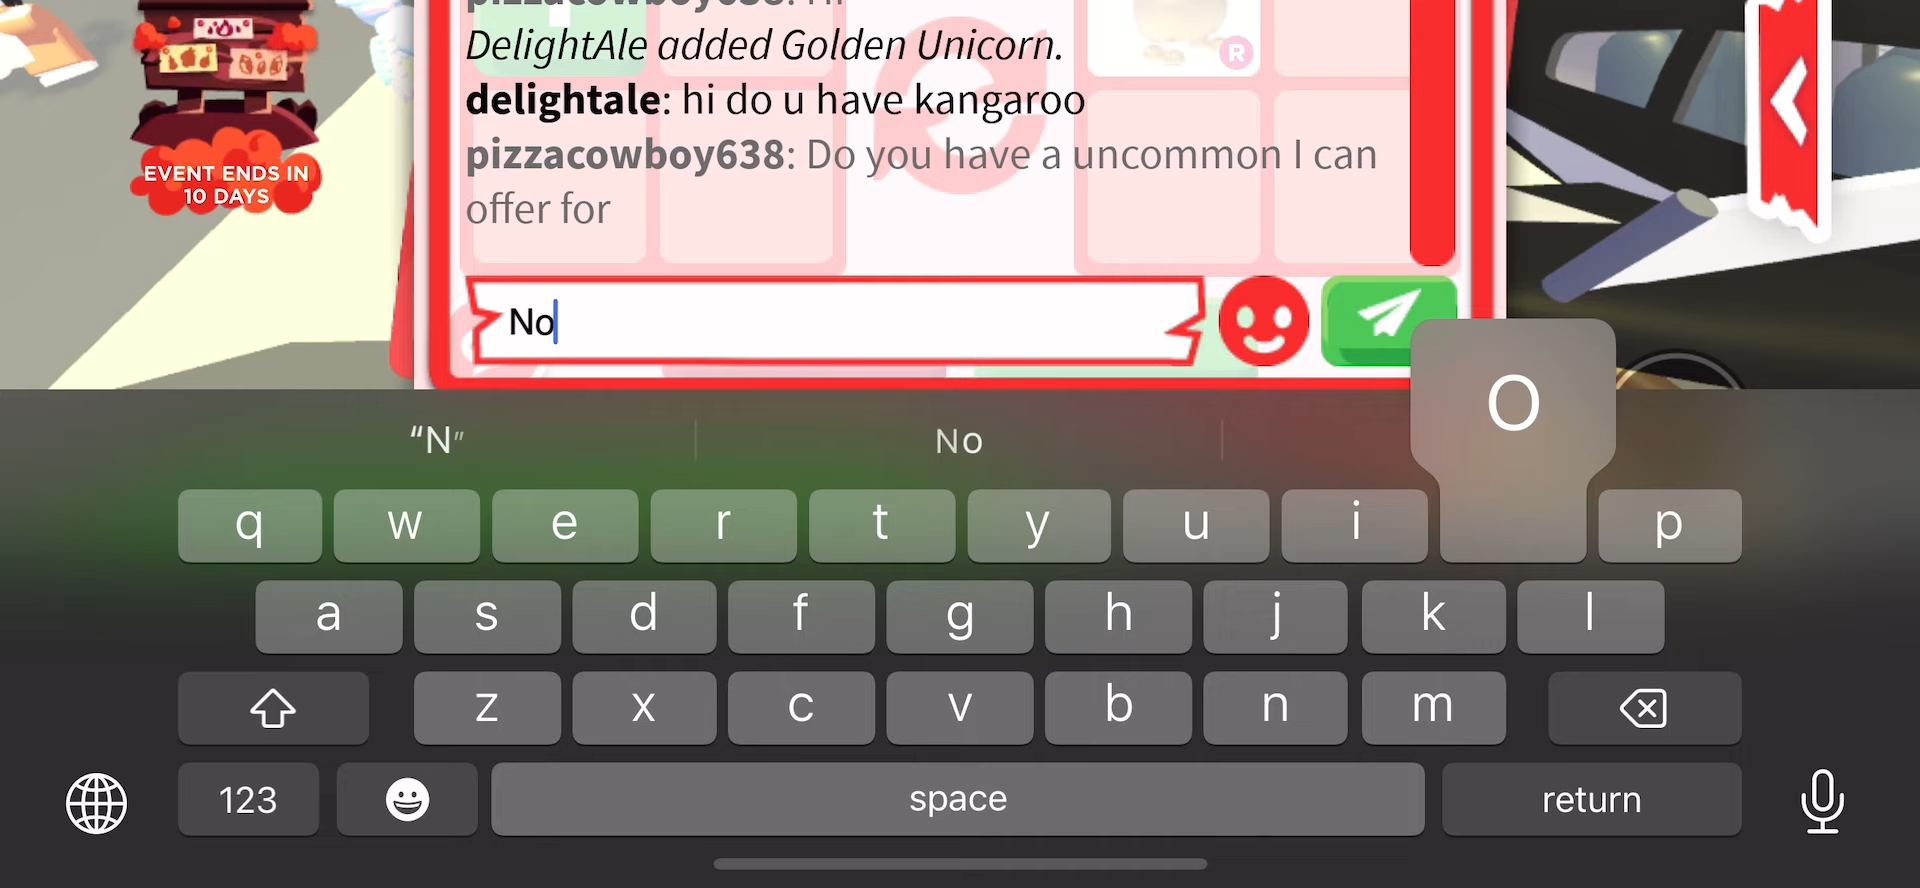 DelightAle added Golden Unicorn.
R
delightale: hi do u have kangaroo
pizzacowboy638: Do you have a uncommon I can
offer for
EVENT ENDS IN
10 DAYS
No
“N”
No
O
q w e r t y u i p
a s d f g h j k l
z x c v b n m
123
space
return